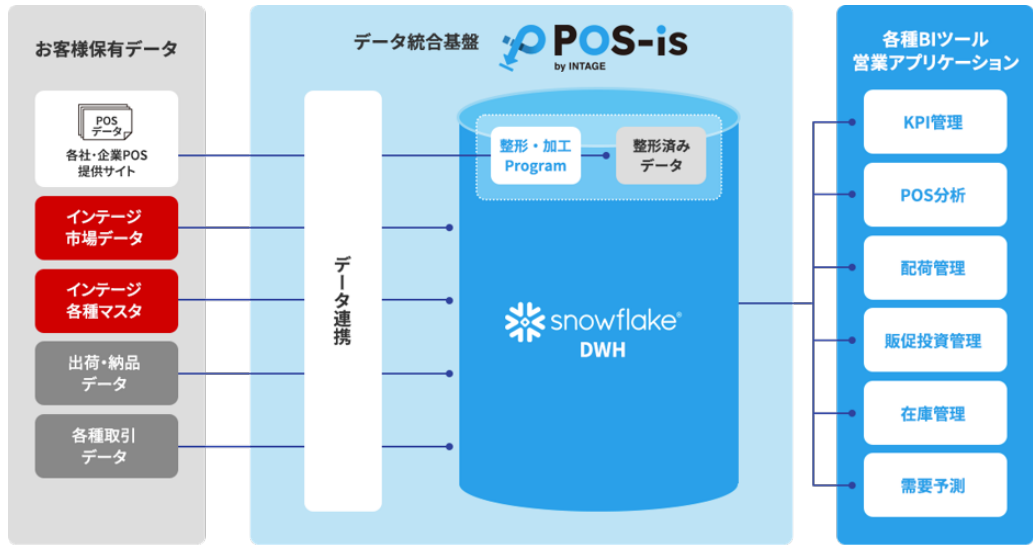 お客様保有データ
POS
データ
各社・企業POS
提供サイト
インテージ
市場データ
インテージ
各種マスタ
出荷・納品
データ
各種取引
データ
データ統合基盤
POS-is
by INTAGE
データ連携
整形・加工
Program
整形済み
データ
snowflake®
DWH
各種BIツール
営業アプリケーション
KPI管理
POS分析
配荷管理
販促投資管理
在庫管理
需要予測